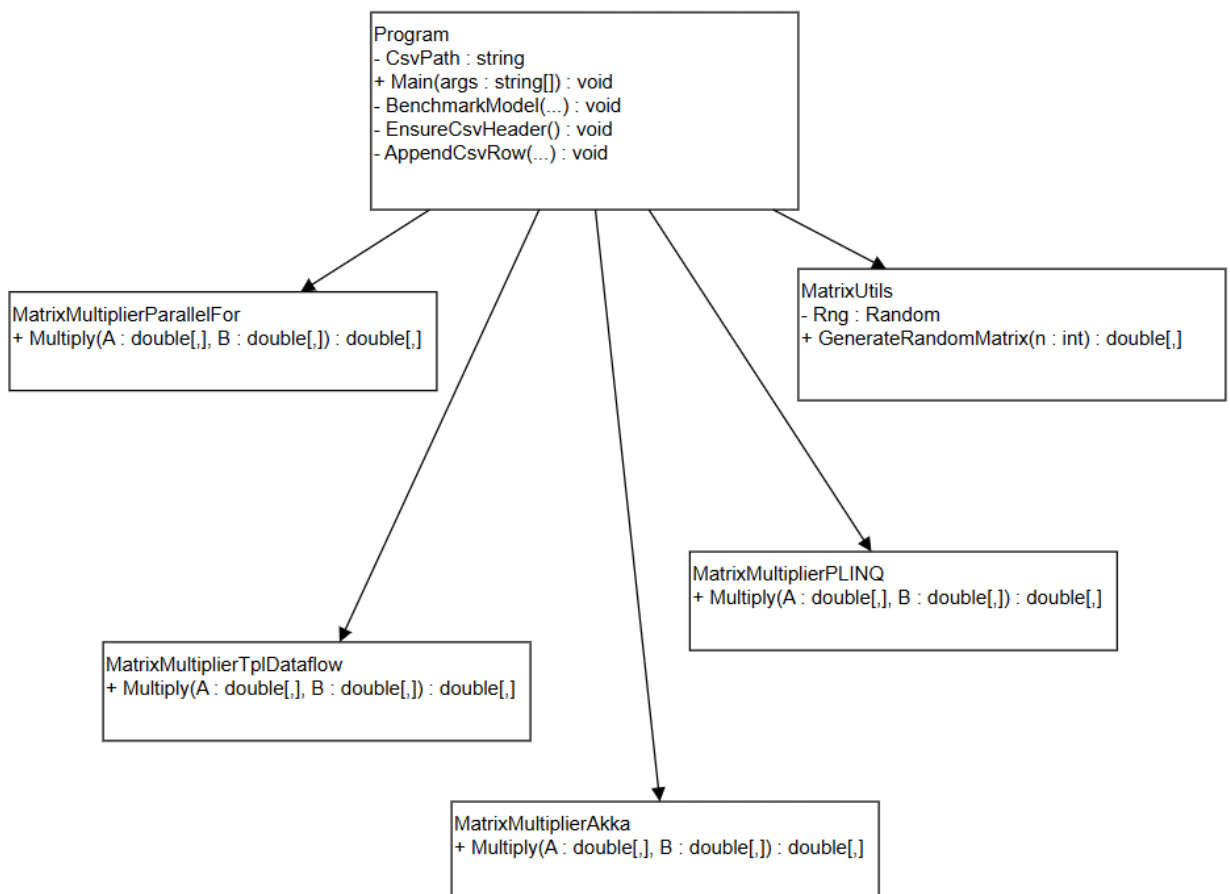 Program
- CsvPath : string
+ Main(args : string[]) : void
- BenchmarkModel(...) : void
- EnsureCsvHeader() : void
- AppendCsvRow(...) : void
MatrixMultiplierParallelFor
+ Multiply(A : double[,], B : double[,]) : double[,]
MatrixUtils
- Rng : Random
+ GenerateRandomMatrix(n : int) : double[,]
MatrixMultiplierPLINQ
+ Multiply(A : double[,], B : double[,]) : double[,]
MatrixMultiplierTplDataflow
+ Multiply(A : double[,], B : double[,]) : double[,]
MatrixMultiplierAkka
+ Multiply(A : double[,], B : double[,]) : double[,]